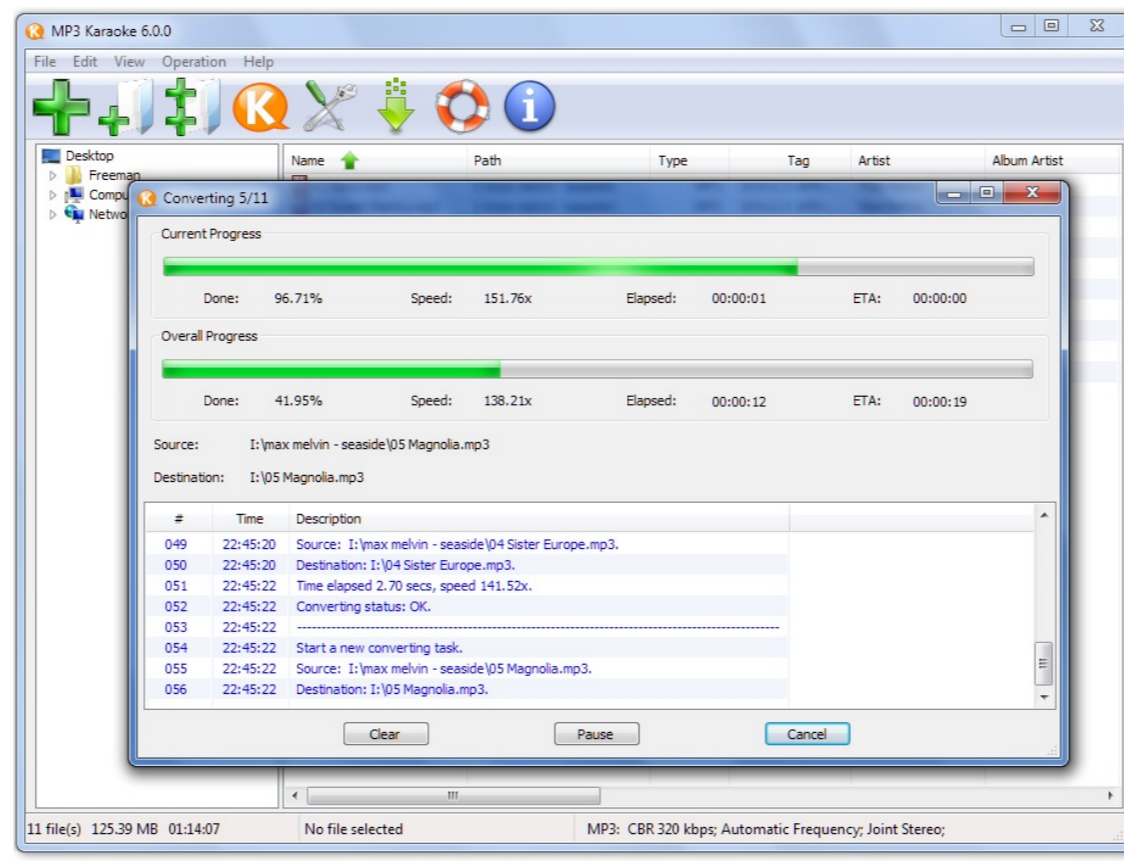 MP3 Karaoke 6.0.0
File Edit View Operation Help
Desktop
Name Path Type Tag Artist Album Artist
Freeman
Compu
Netwo
Converting 5/11
Current Progress
Done: 96.71% Speed: 151.76x Elapsed: 00:00:01 ETA: 00:00:00
Overall Progress
Done: 41.95% Speed: 138.21x Elapsed: 00:00:12 ETA: 00:00:19
Source: I:\max melvin - seaside\05 Magnolia.mp3
Destination: I:\05 Magnolia.mp3
# Time Description
049 22:45:20 Source: I:\max melvin - seaside\04 Sister Europe.mp3.
050 22:45:20 Destination: I:\04 Sister Europe.mp3.
051 22:45:22 Time elapsed 2.70 secs, speed 141.52x.
052 22:45:22 Converting status: OK.
053 22:45:22 ----------------------------------------------------------------------------------------------------
054 22:45:22 Start a new converting task.
055 22:45:22 Source: I:\max melvin - seaside\05 Magnolia.mp3.
056 22:45:22 Destination: I:\05 Magnolia.mp3.
Clear Pause Cancel
11 file(s) 125.39 MB 01:14:07 No file selected MP3: CBR 320 kbps; Automatic Frequency; Joint Stereo;